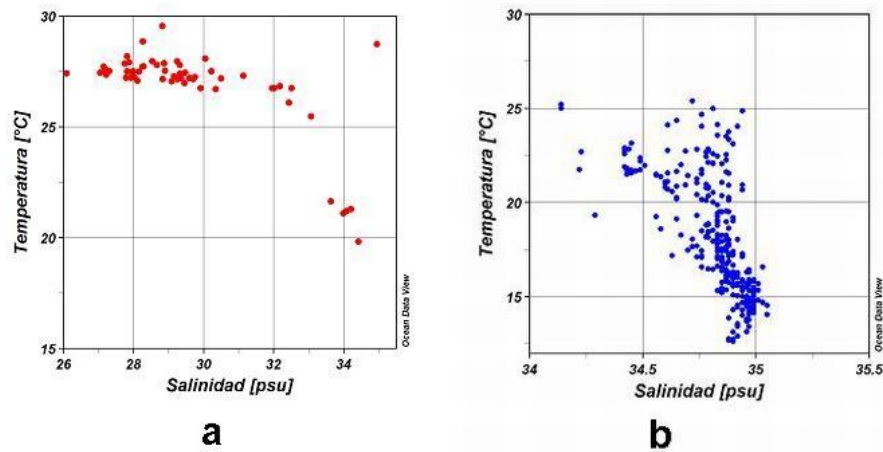 30
25
20
15
Temperatura [°C]
26
28
30
32
34
Salinidad [psu]
Ocean Data View
a
30
25
20
15
Temperatura [°C]
34
34.5
35
35.5
Salinidad [psu]
Ocean Data View
b